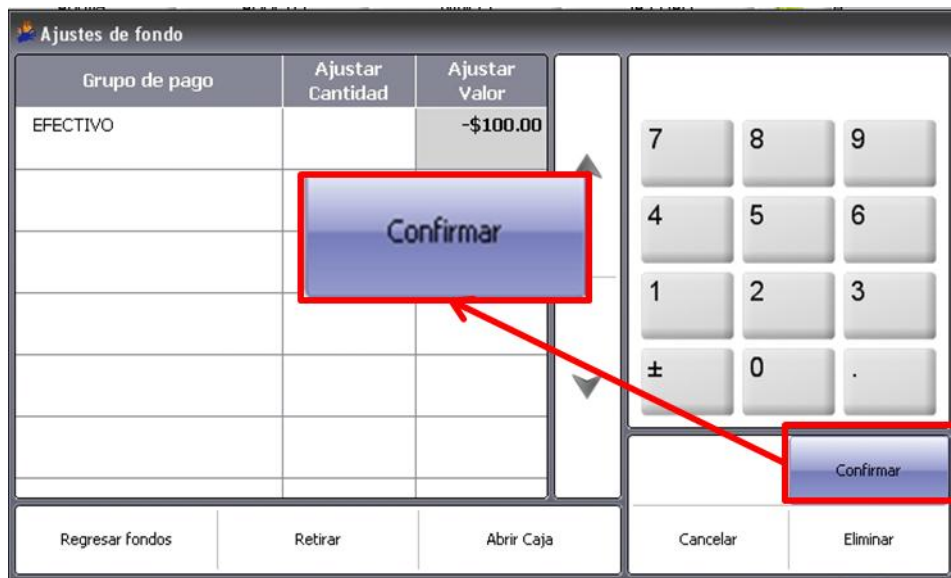 Ajustes de fondo
Grupo de pago
Ajustar
Cantidad
Ajustar
Valor
EFECTIVO
-$100.00
Confirmar
7 8 9
4 5 6
1 2 3
± 0 .
Confirmar
Regresar fondos
Retirar
Abrir Caja
Cancelar
Eliminar